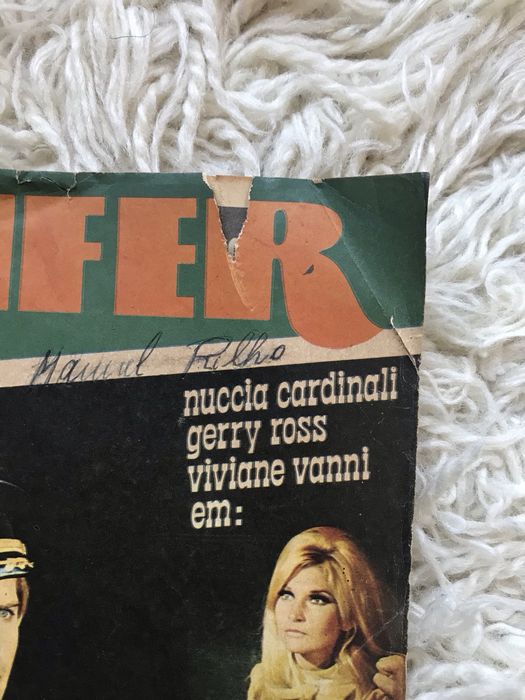 IFER
Manuel Filho
nuccia cardinali
gerry ross
viviane vanni
em: